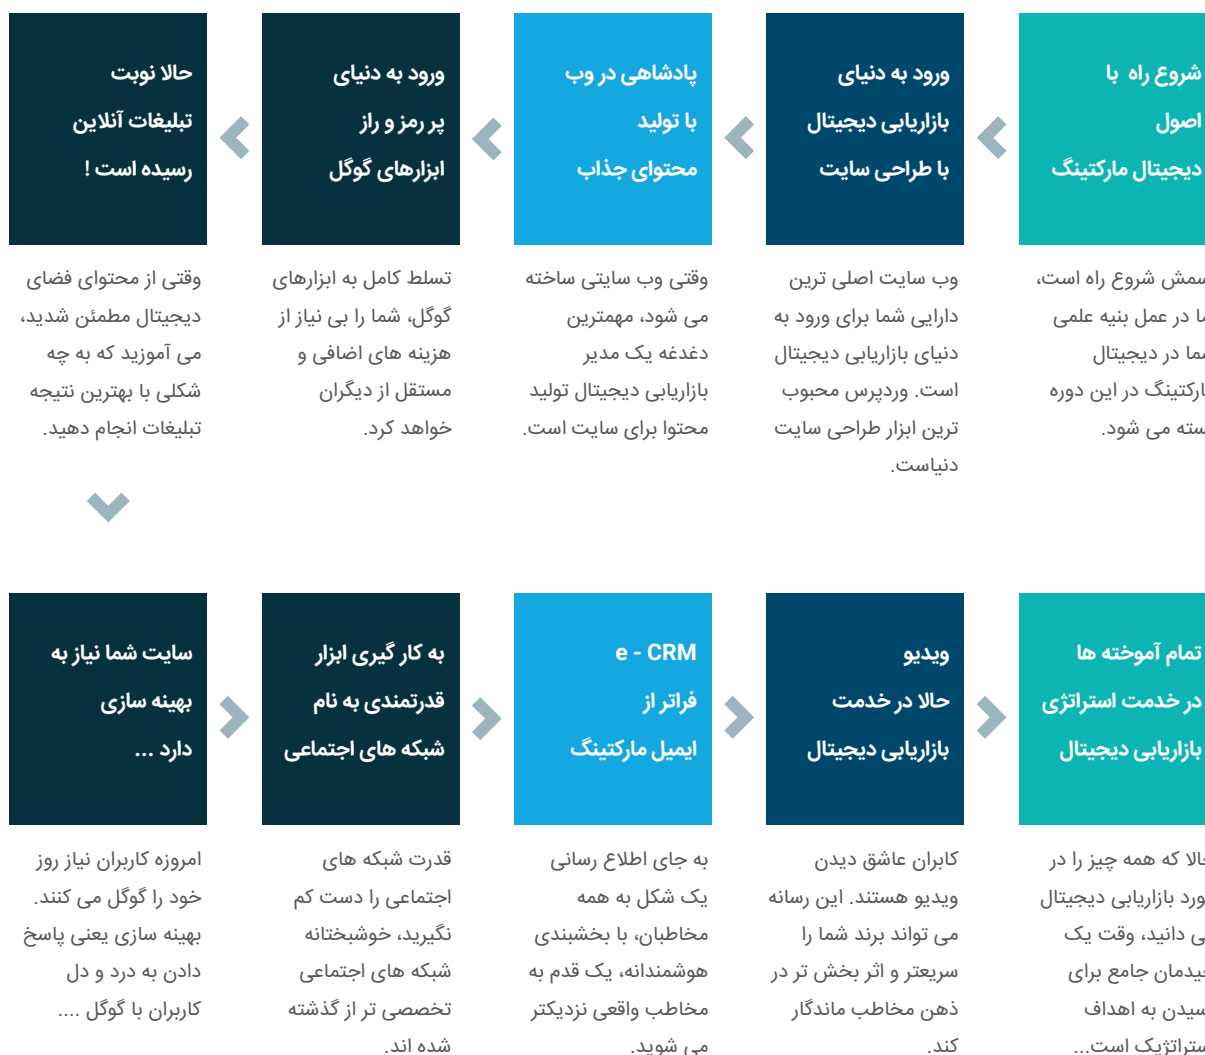 شروع راه با
اصول
دیجیتال مارکتینگ
شروع راه است،
در عمل بنیه علمی
در دیجیتال
در این دوره
می شود.
ورود به دنیای
بازاریابی دیجیتال
با طراحی سایت
وب سایت اصلی ترین
دارایی شما برای ورود به
دنیای بازاریابی دیجیتال
است. وردپرس محبوب
ترین ابزار طراحی سایت
دنیاست.
پادشاهی در وب
با تولید
محتوای جذاب
وقتی وب سایتی ساخته
می شود، مهمترین
دغدغه یک مدیر
بازاریابی دیجیتال تولید
محتوا برای سایت است.
ورود به دنیای
پر رمز و راز
ابزارهای گوگل
تسلط کامل به ابزارهای
گوگل، شما را بی نیاز از
هزینه های اضافی و
مستقل از دیگران
خواهد کرد.
حالا نوبت
تبلیغات آنلاین
رسیده است !
وقتی از محتوای فضای
دیجیتال مطمئن شدید،
می آموزید که به چه
شکلی با بهترین نتیجه
تبلیغات انجام دهید.
سایت شما نیاز به
بهینه سازی
دارد ...
امروزه کاربران نیاز روز
خود را گوگل می کنند.
بهینه سازی یعنی پاسخ
دادن به درد و دل
کاربران با گوگل ....
به کار گیری ابزار
قدرتمندی به نام
شبکه های اجتماعی
قدرت شبکه های
اجتماعی را دست کم
نگیرید، خوشبختانه
شبکه های اجتماعی
تخصصی تر از گذشته
شده اند.
e - CRM
فراتر از
ایمیل مارکتینگ
به جای اطلاع رسانی
یک شکل به همه
مخاطبان، با بخشبندی
هوشمندانه، یک قدم به
مخاطب واقعی نزدیکتر
می شوید.
ویدیو
حالا در خدمت
بازاریابی دیجیتال
کابران عاشق دیدن
ویدیو هستند. این رسانه
می تواند برند شما را
سریعتر و اثر بخش تر در
ذهن مخاطب ماندگار
کند.
تمام آموخته ها
در خدمت استراتژی
بازاریابی دیجیتال
که همه چیز را در
بازاریابی دیجیتال
دانید، وقت یک
جامع برای
به اهداف
است...